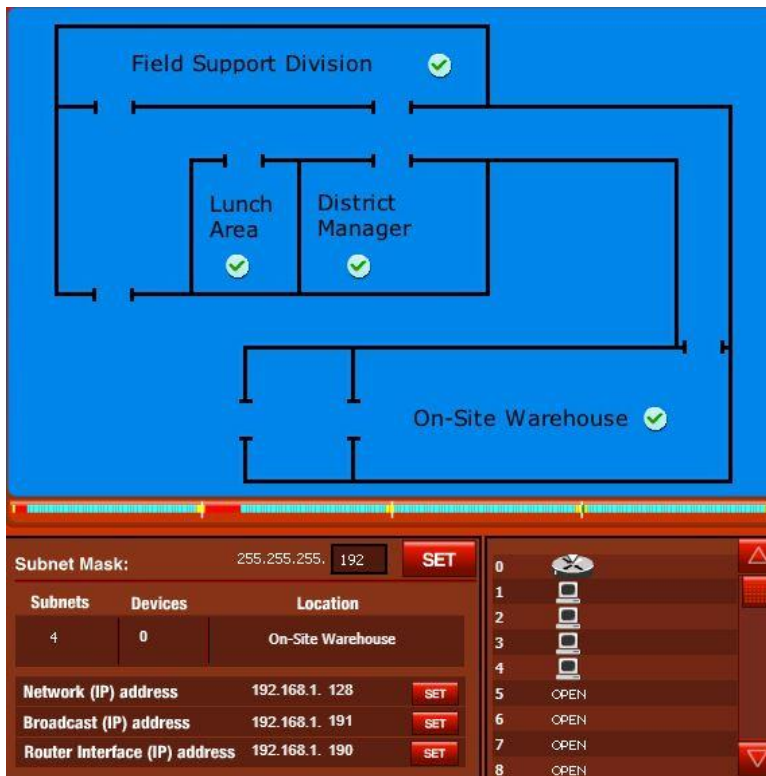 Field Support Division
Lunch
Area
District
Manager
On-Site Warehouse
Subnet Mask:
255.255.255. 192
SET
Subnets Devices Location
4 0 On-Site Warehouse
Network (IP) address 192.168.1. 128 SET
Broadcast (IP) address 192.168.1. 191 SET
Router Interface (IP) address 192.168.1. 190 SET
0
1
2
3
4
5 OPEN
6 OPEN
7 OPEN
8 OPEN